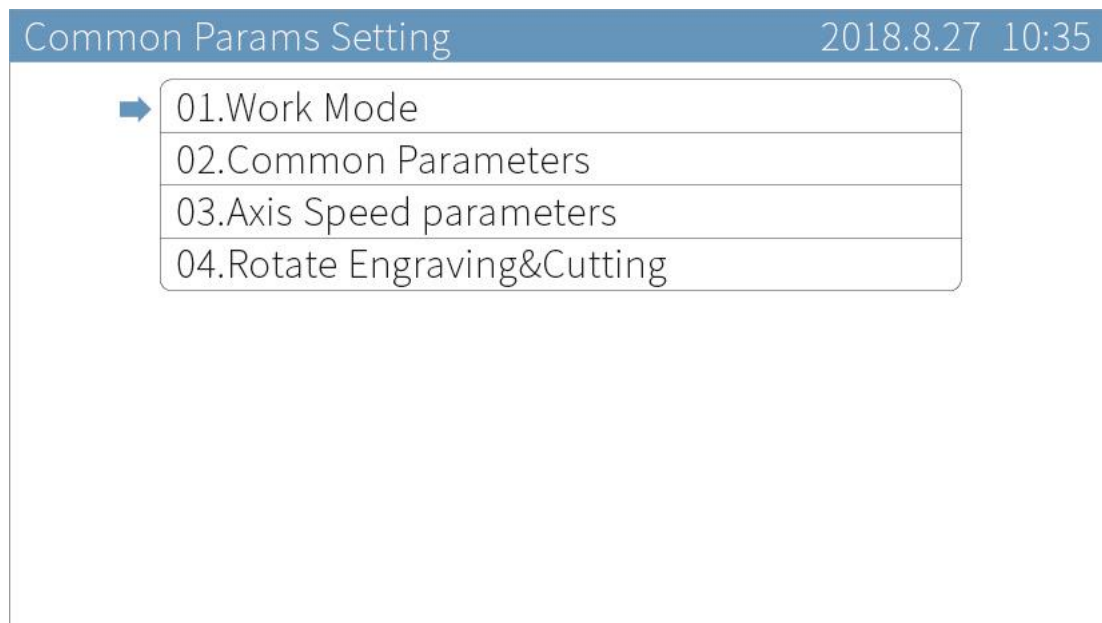 Common Params Setting 2018.8.27 10:35
01.Work Mode
02.Common Parameters
03.Axis Speed parameters
04.Rotate Engraving&Cutting